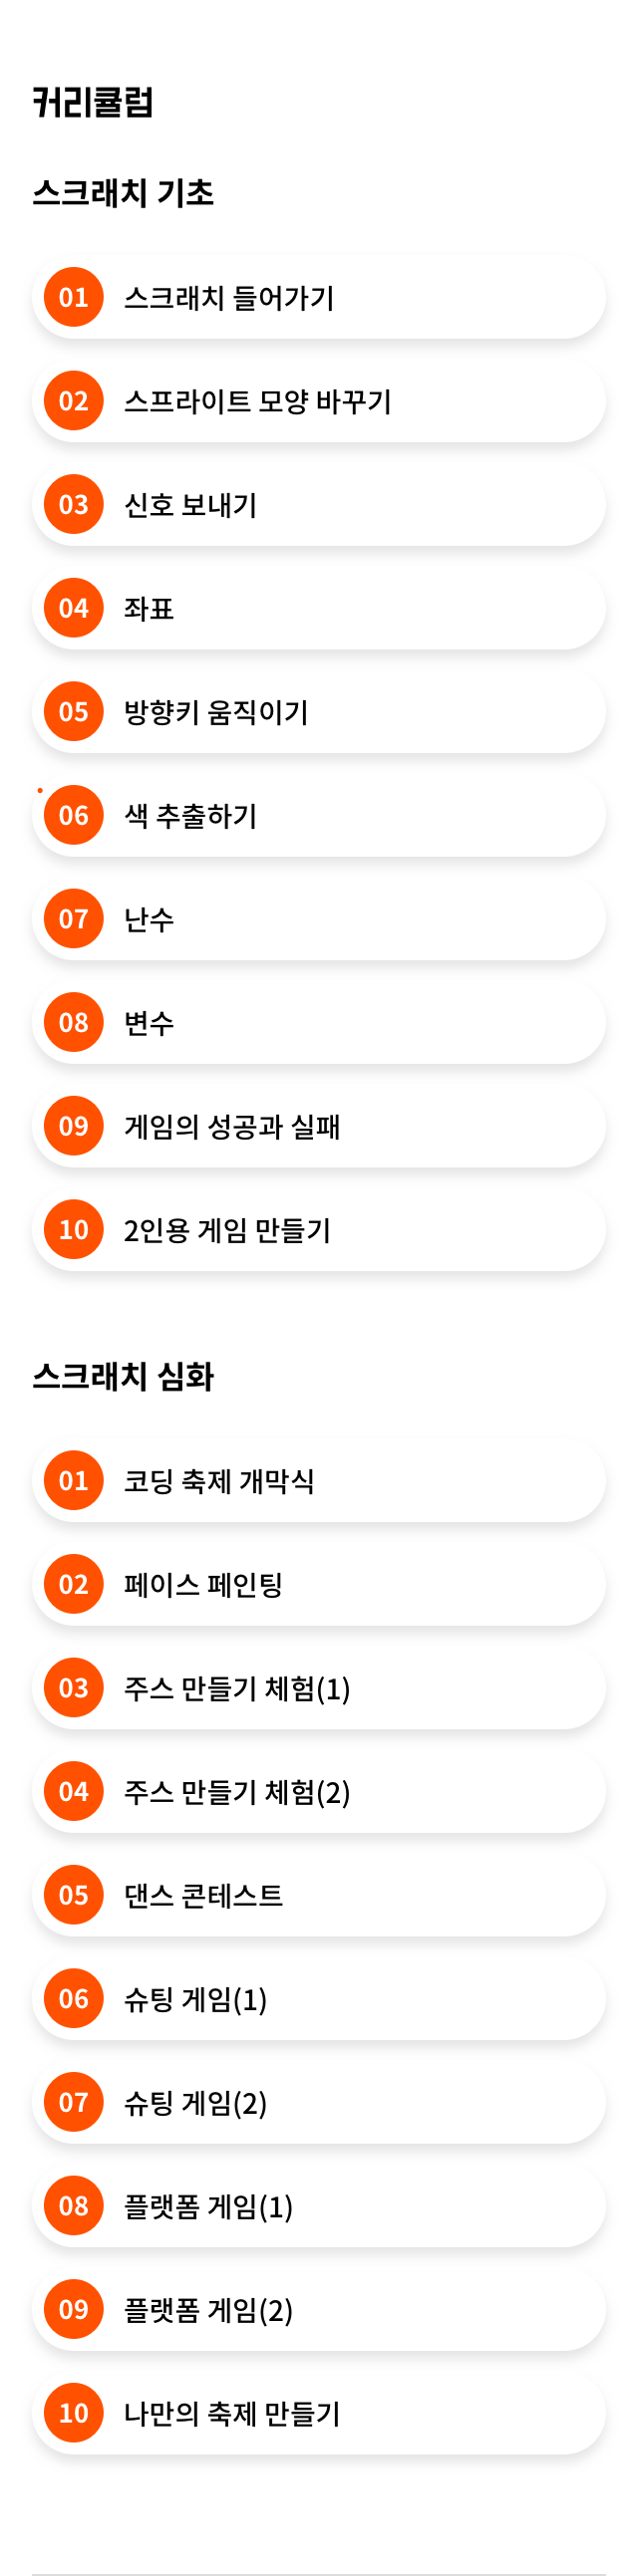 커리큘럼
스크래치 기초
01 스크래치 들어가기
02 스프라이트 모양 바꾸기
03 신호 보내기
04 좌표
05 방향키 움직이기
06 색 추출하기
07 난수
08 변수
09 게임의 성공과 실패
10 2인용 게임 만들기
스크래치 심화
01 코딩 축제 개막식
02 페이스 페인팅
03 주스 만들기 체험(1)
04 주스 만들기 체험(2)
05 댄스 콘테스트
06 슈팅 게임(1)
07 슈팅 게임(2)
08 플랫폼 게임(1)
09 플랫폼 게임(2)
10 나만의 축제 만들기